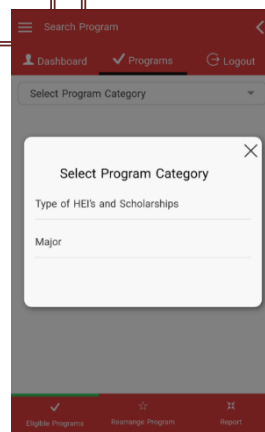 Search Program
Dashboard
Programs
Logout
Select Program Category
Select Program Category
Type of HEI's and Scholarships
Major
Eligible Programs
Rearrange Program
Report